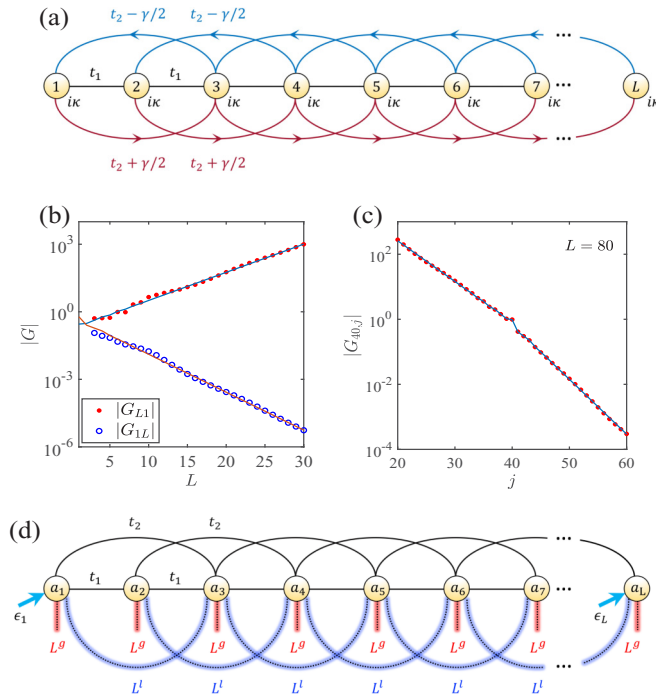 (a)
t₂ − γ/2 t₂ − γ/2
...
1 t₁ 2 t₁ 3 4 5 6 7 ... L
iκ iκ iκ iκ iκ iκ iκ iκ
...
t₂ + γ/2 t₂ + γ/2
(b)
|G|
10³
10⁰
10⁻³
10⁻⁶
|G_{L1}|
|G_{1L}|
5 10 15 20 25 30
L
(c)
L = 80
|G_{40,j}|
10²
10⁰
10⁻²
10⁻⁴
20 30 40 50 60
j
(d)
t₂ t₂
...
a₁ t₁ a₂ t₁ a₃ a₄ a₅ a₆ a₇ ... a_L
ϵ₁ ϵ_L
L^g L^g L^g L^g L^g L^g L^g L^g
...
L^l L^l L^l L^l L^l L^l